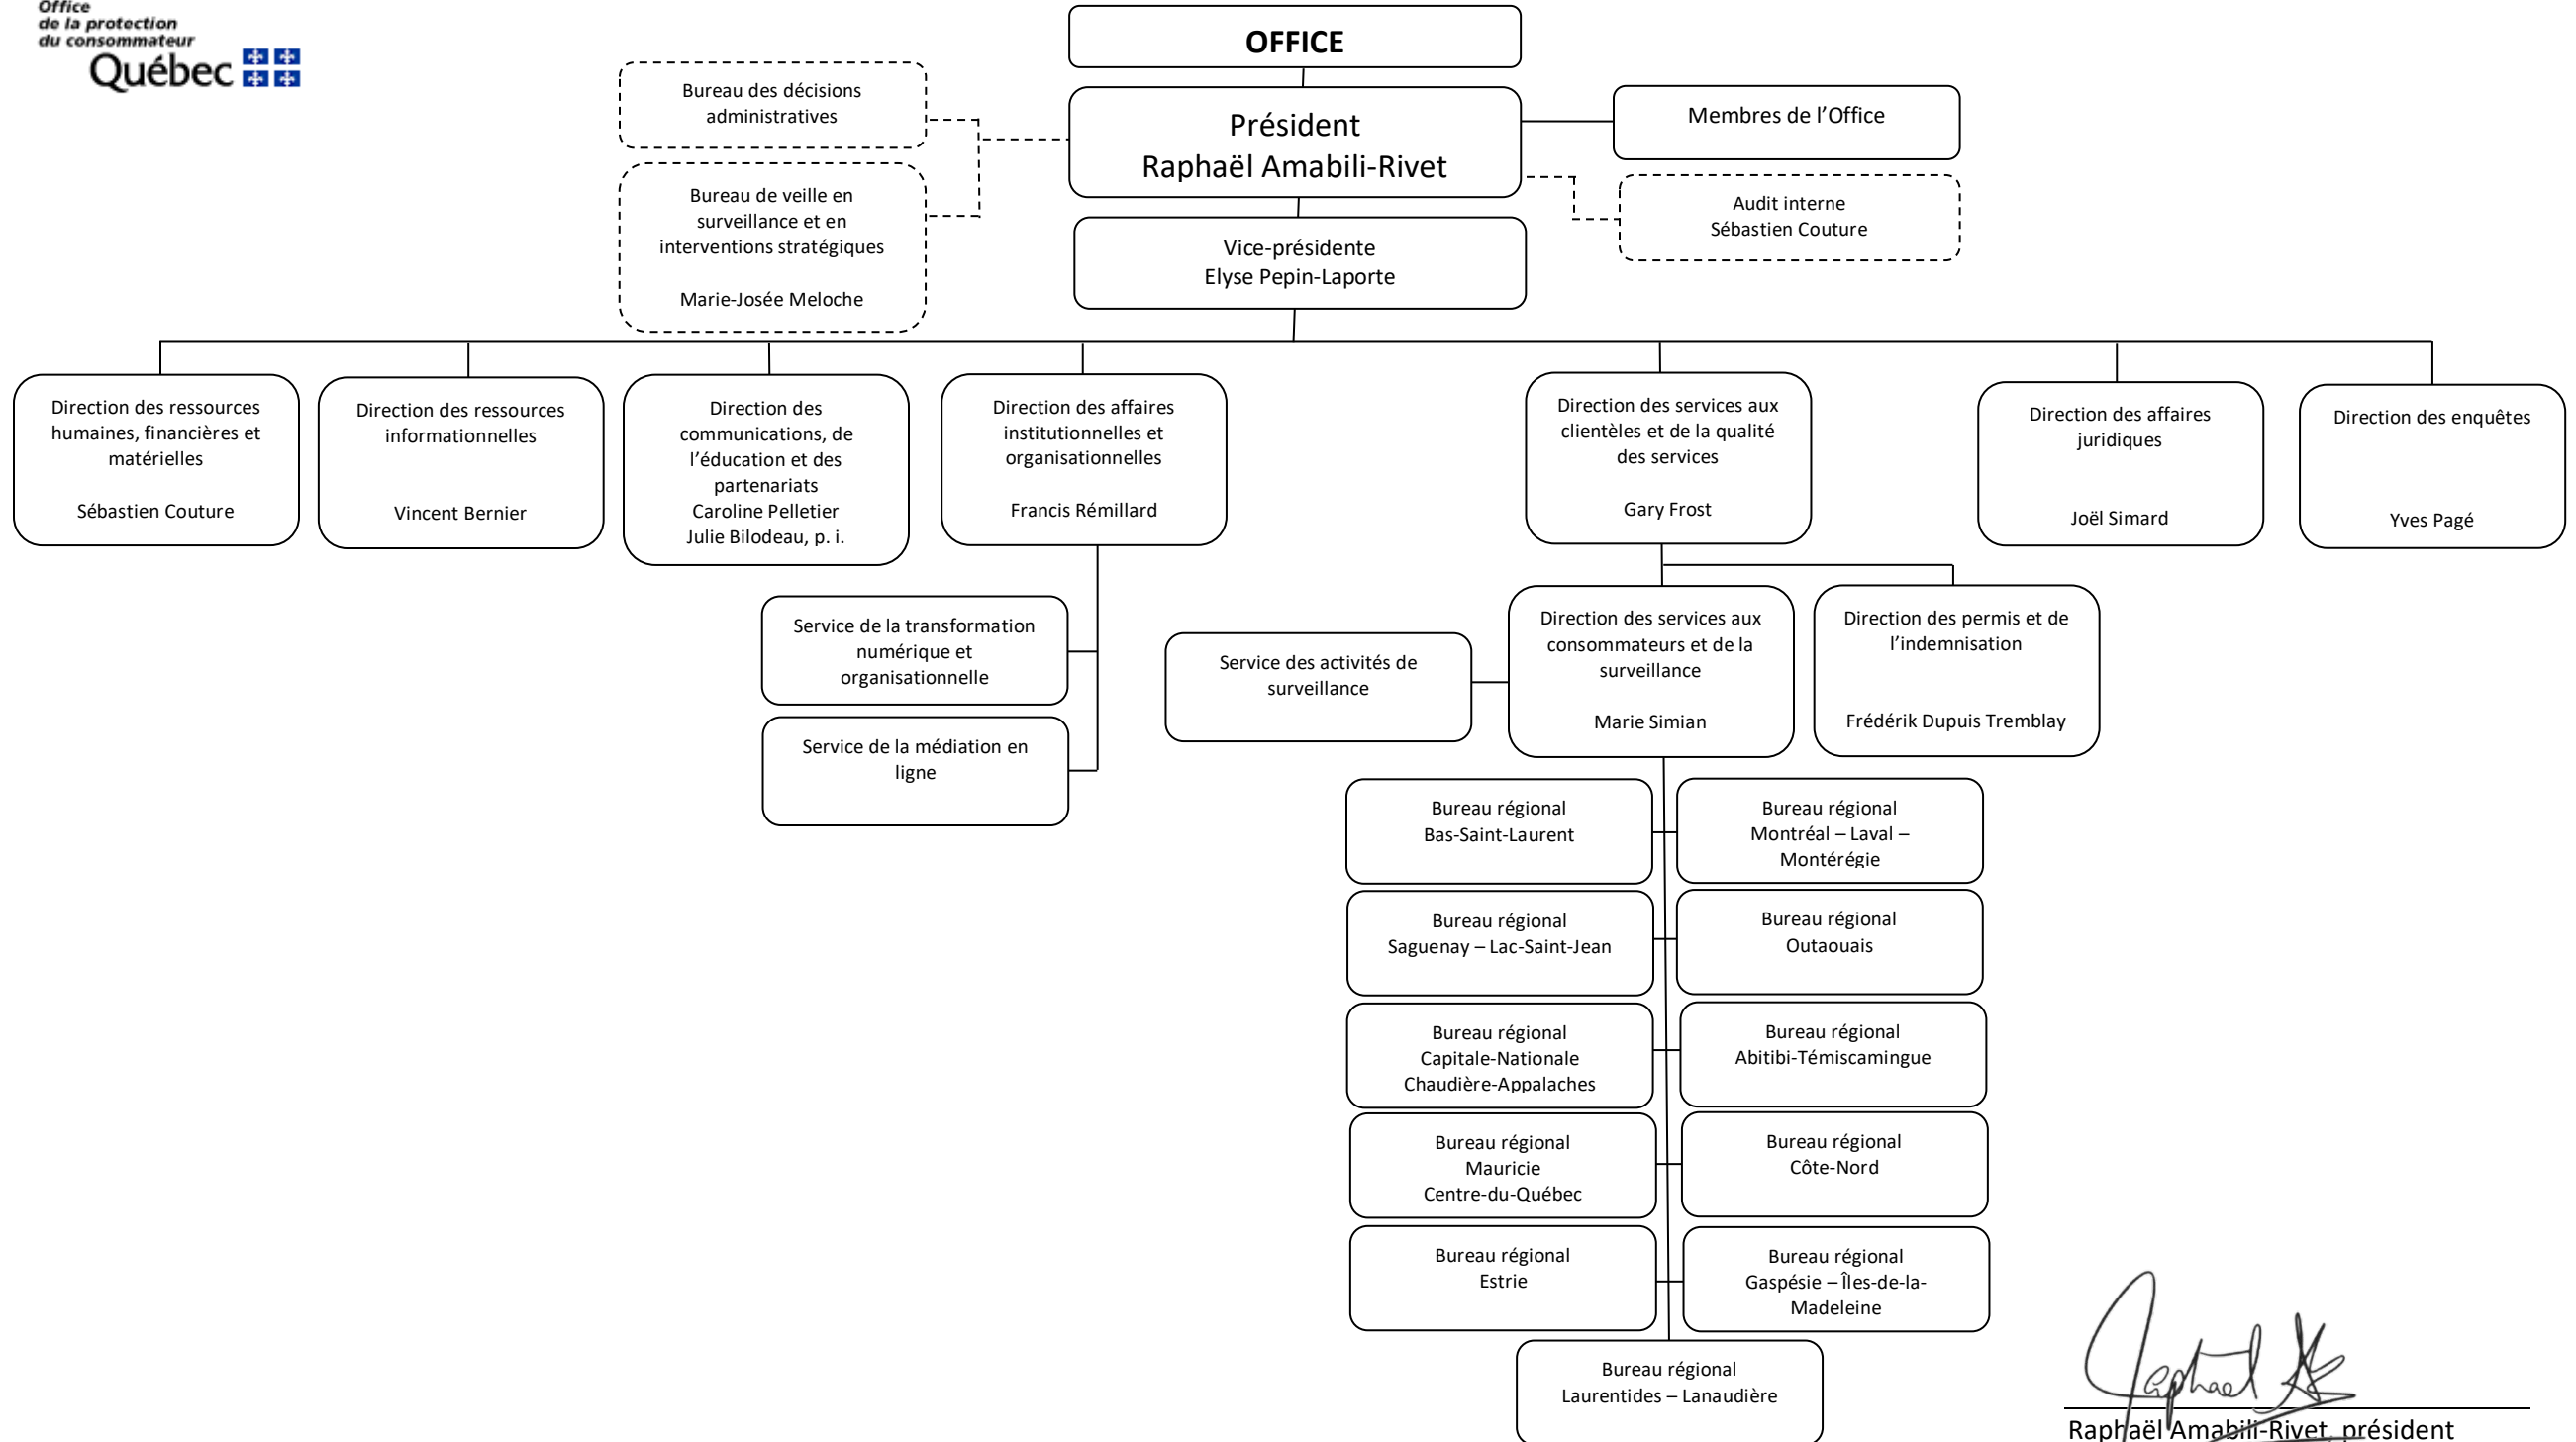 Office
de la protection
du consommateur
Québec
OFFICE
Bureau des décisions
administratives
Président
Raphaël Amabili-Rivet
Membres de l’Office
Bureau de veille en
surveillance et en
interventions stratégiques
Marie-Josée Meloche
Audit interne
Sébastien Couture
Vice-présidente
Elyse Pepin-Laporte
Direction des ressources
humaines, financières et
matérielles
Sébastien Couture
Direction des ressources
informationnelles
Vincent Bernier
Direction des
communications, de
l’éducation et des
partenariats
Caroline Pelletier
Julie Bilodeau, p. i.
Direction des affaires
institutionnelles et
organisationnelles
Francis Rémillard
Direction des services aux
clientèles et de la qualité
des services
Gary Frost
Direction des affaires
juridiques
Joël Simard
Direction des enquêtes
Yves Pagé
Service de la transformation
numérique et
organisationnelle
Service de la médiation en
ligne
Service des activités de
surveillance
Direction des services aux
consommateurs et de la
surveillance
Marie Simian
Direction des permis et de
l’indemnisation
Frédérik Dupuis Tremblay
Bureau régional
Bas-Saint-Laurent
Bureau régional
Montréal – Laval –
Montérégie
Bureau régional
Saguenay – Lac-Saint-Jean
Bureau régional
Outaouais
Bureau régional
Capitale-Nationale
Chaudière-Appalaches
Bureau régional
Abitibi-Témiscamingue
Bureau régional
Mauricie
Centre-du-Québec
Bureau régional
Côte-Nord
Bureau régional
Estrie
Bureau régional
Gaspésie – Îles-de-la-
Madeleine
Bureau régional
Laurentides – Lanaudière
Raphaël Amabili-Rivet, président